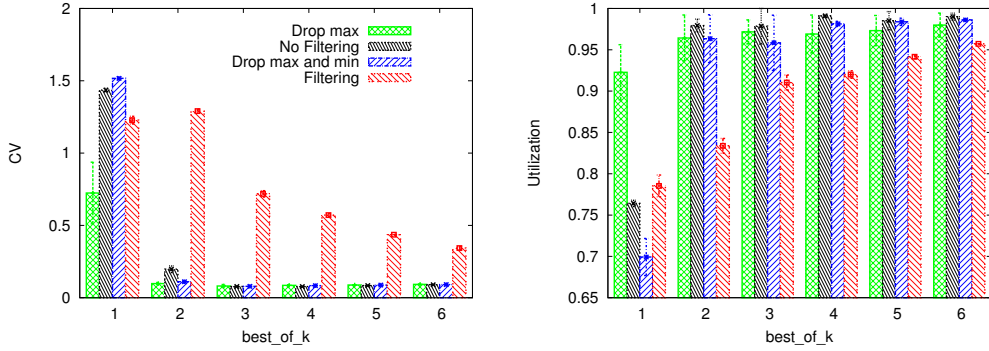 2
1.5
1
0.5
0
CV
1 2 3 4 5 6
best_of_k
Drop max
No Filtering
Drop max and min
Filtering
1
0.95
0.9
0.85
0.8
0.75
0.7
0.65
Utilization
1 2 3 4 5 6
best_of_k